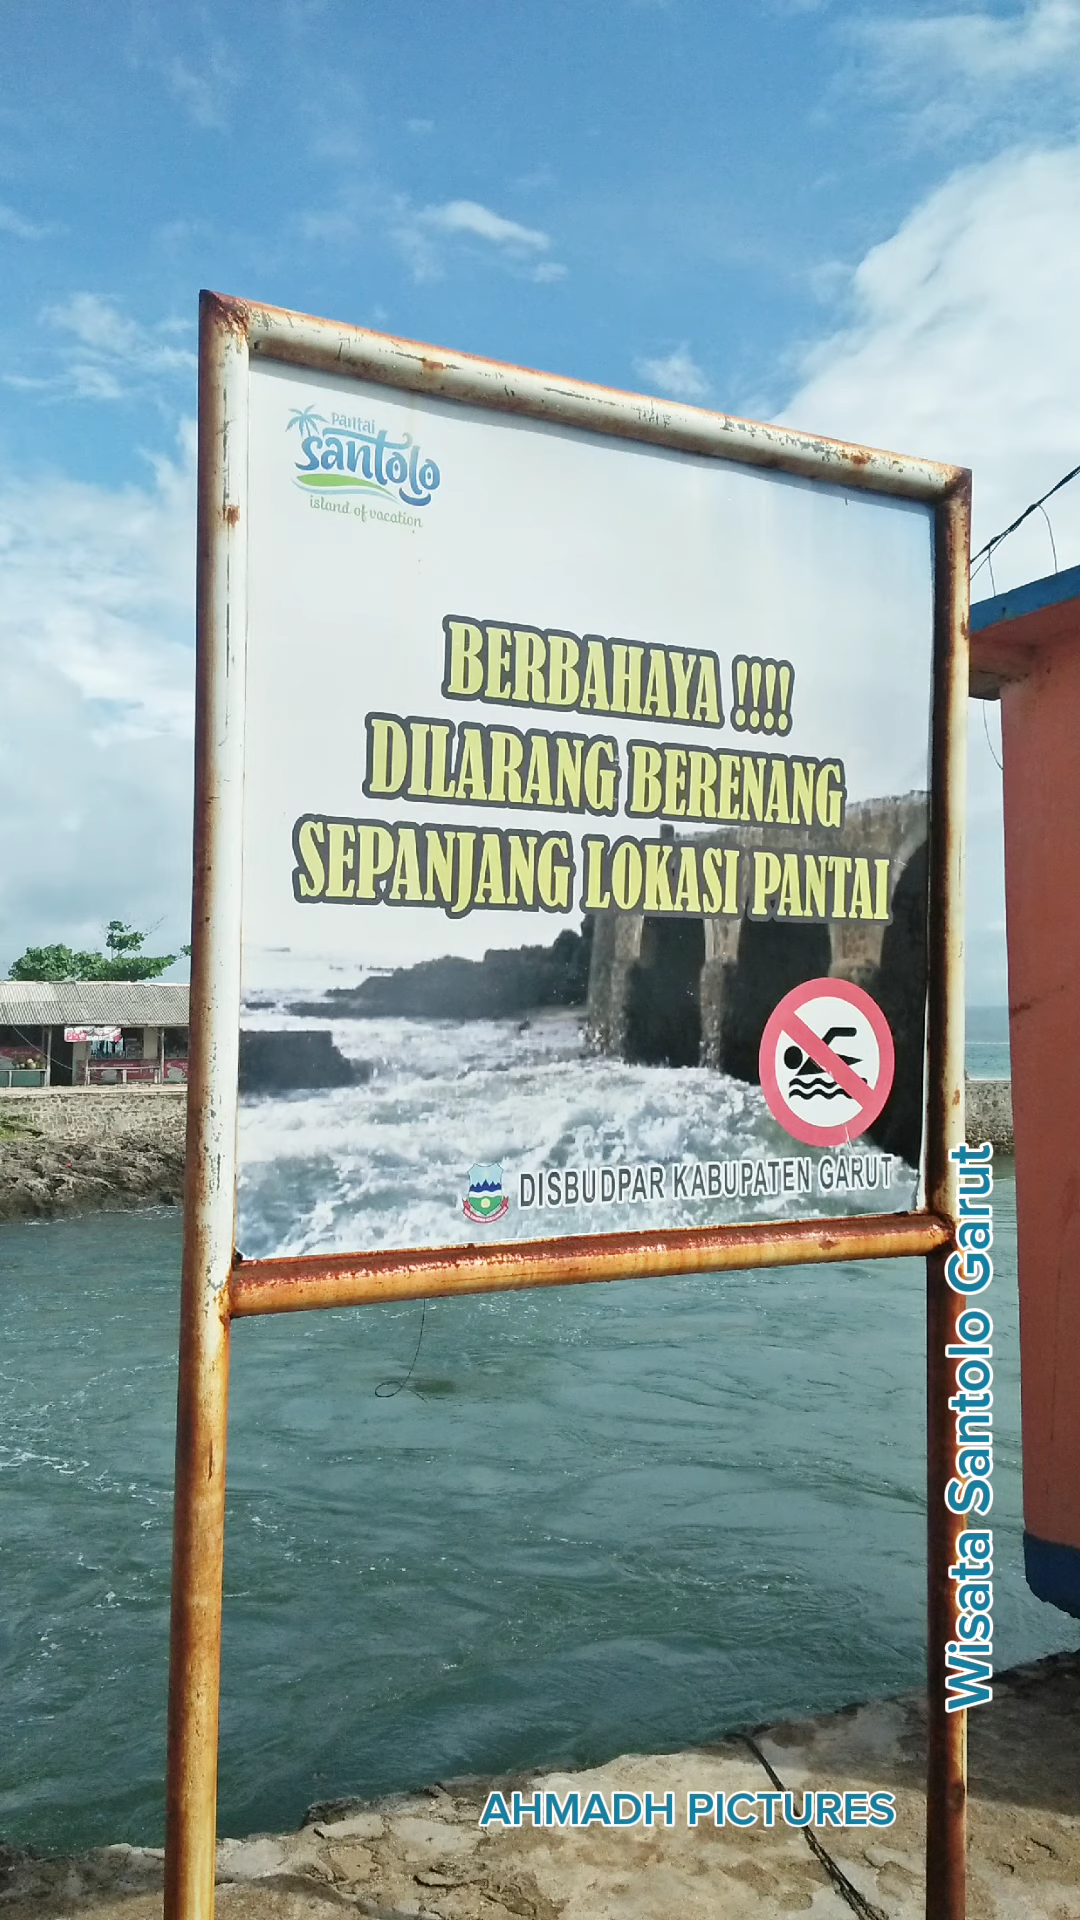 Pantai
Santolo
island of vacation
BERBAHAYA !!!!
DILARANG BERENANG
SEPANJANG LOKASI PANTAI
DISBUDPAR KABUPATEN GARUT
Wisata Santolo Garut
AHMADH PICTURES